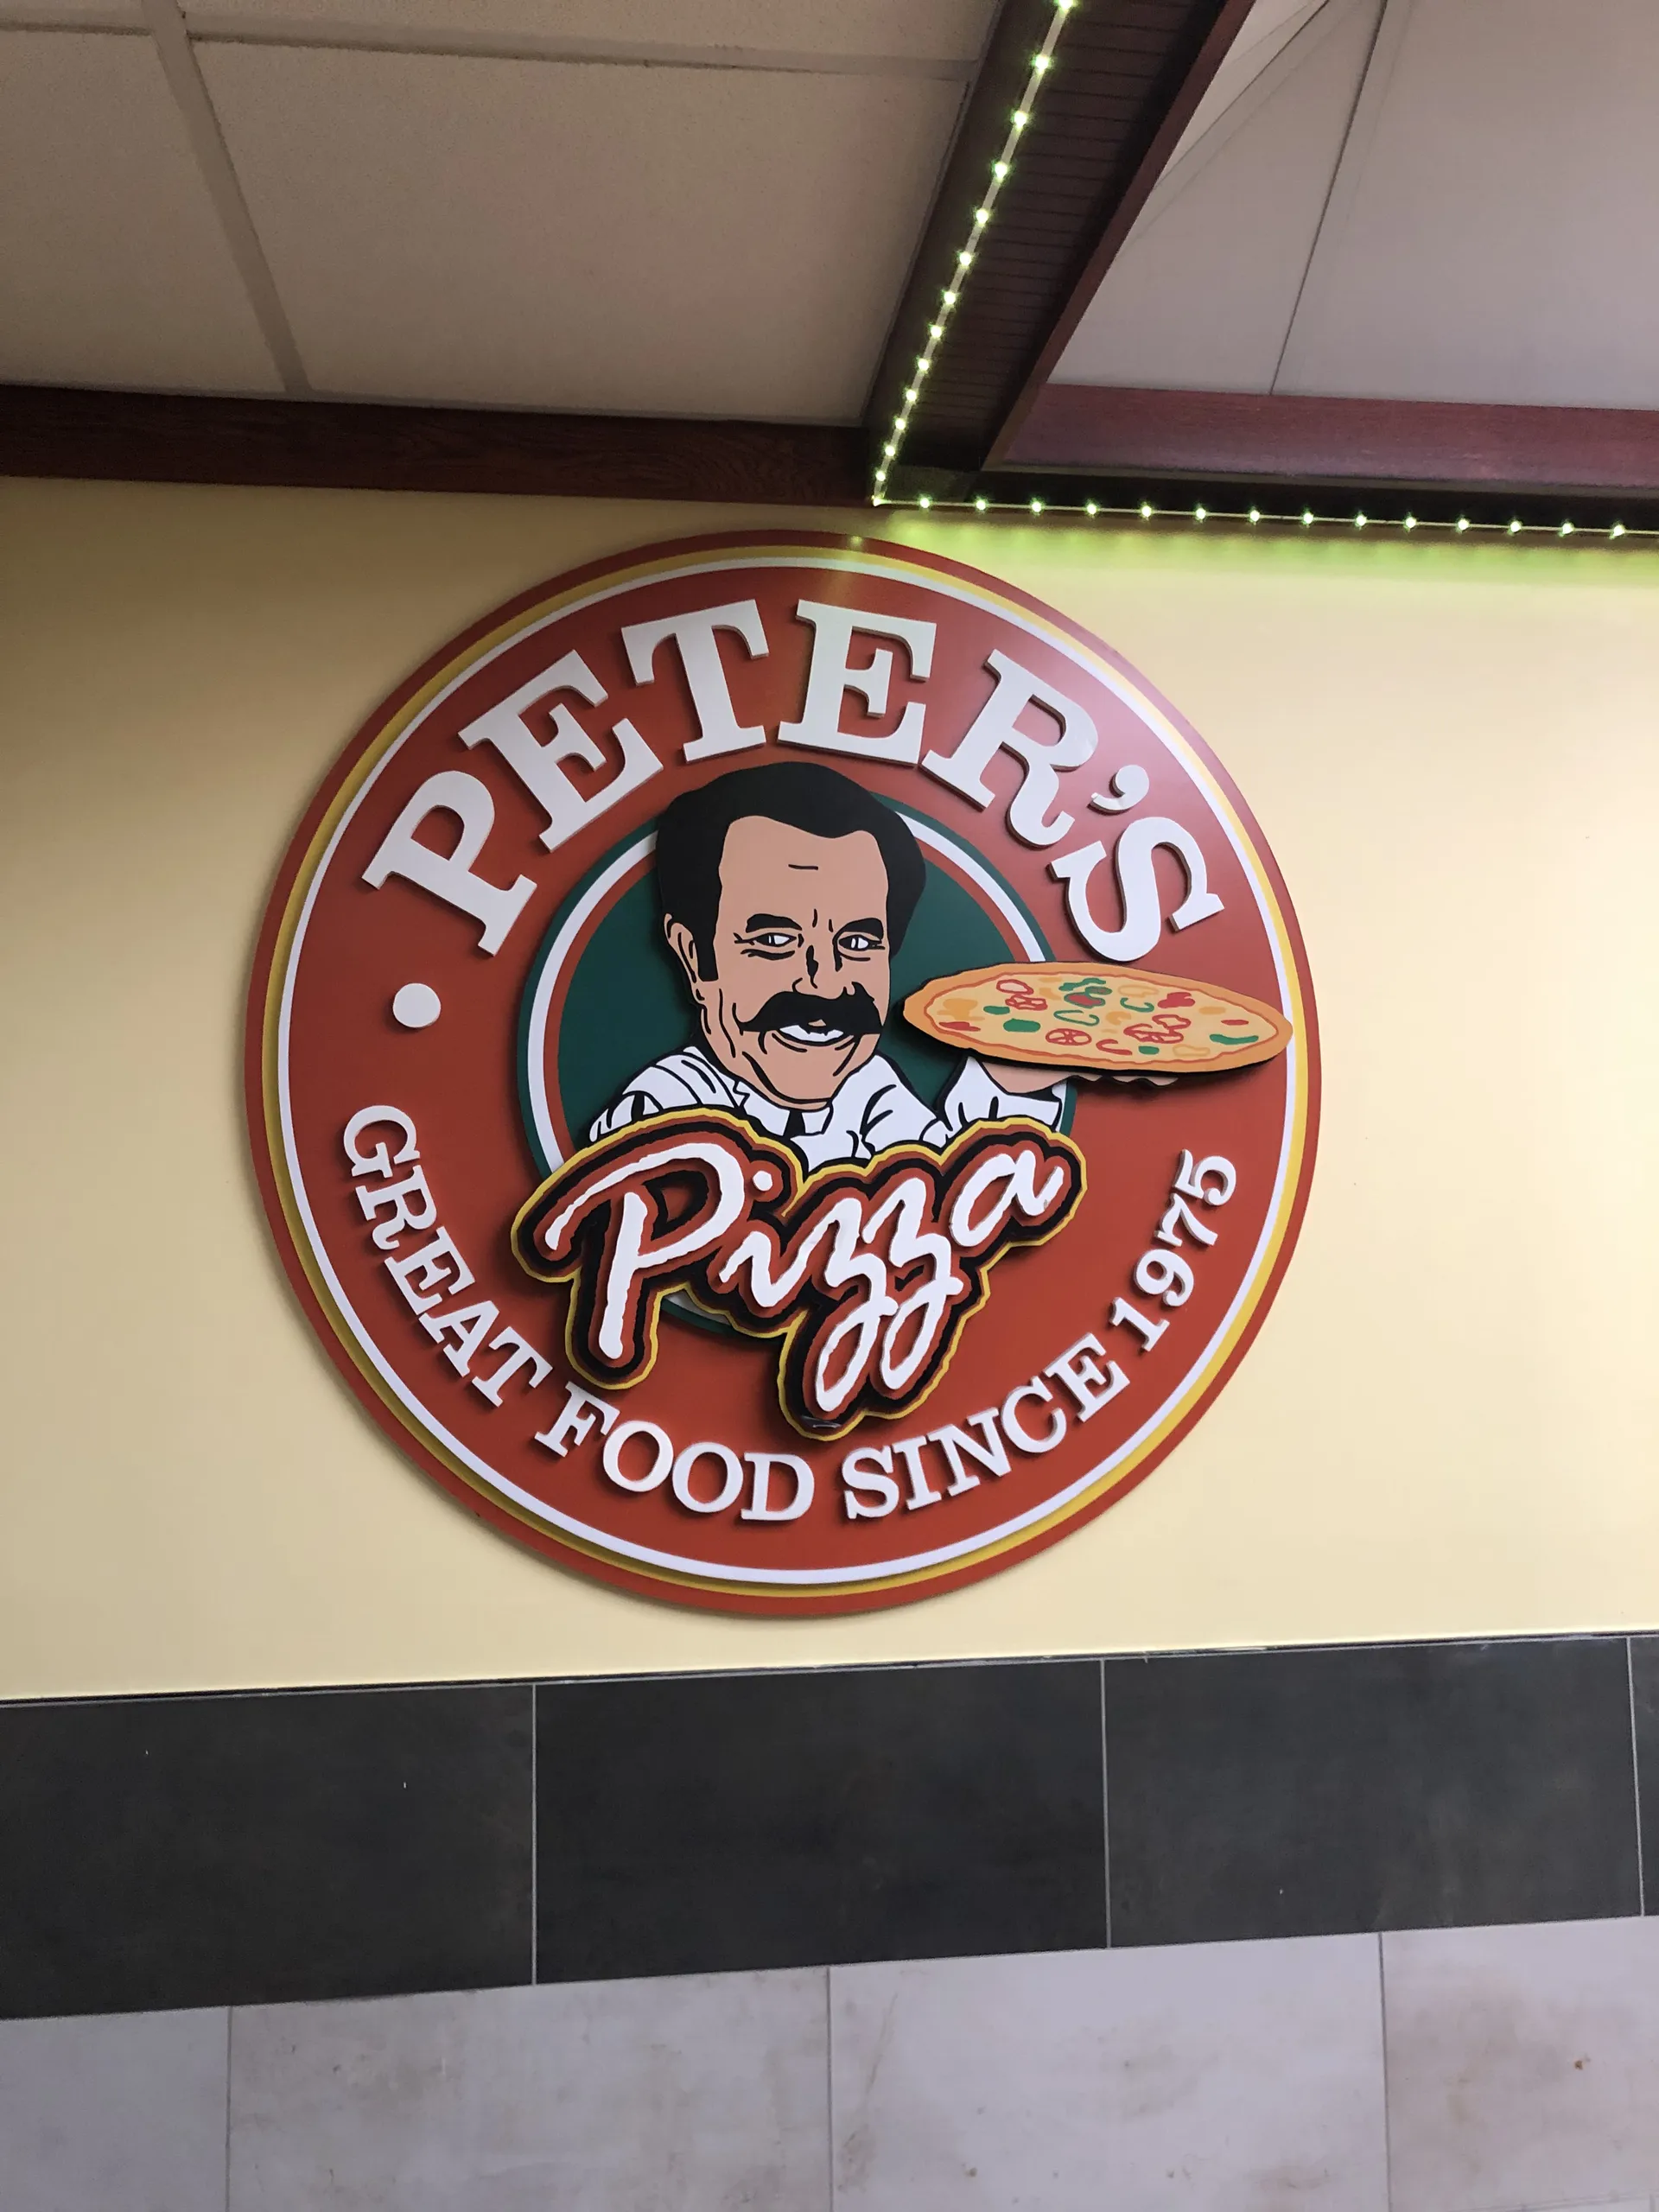 PETER'S
Pizza
GREAT FOOD SINCE 1975